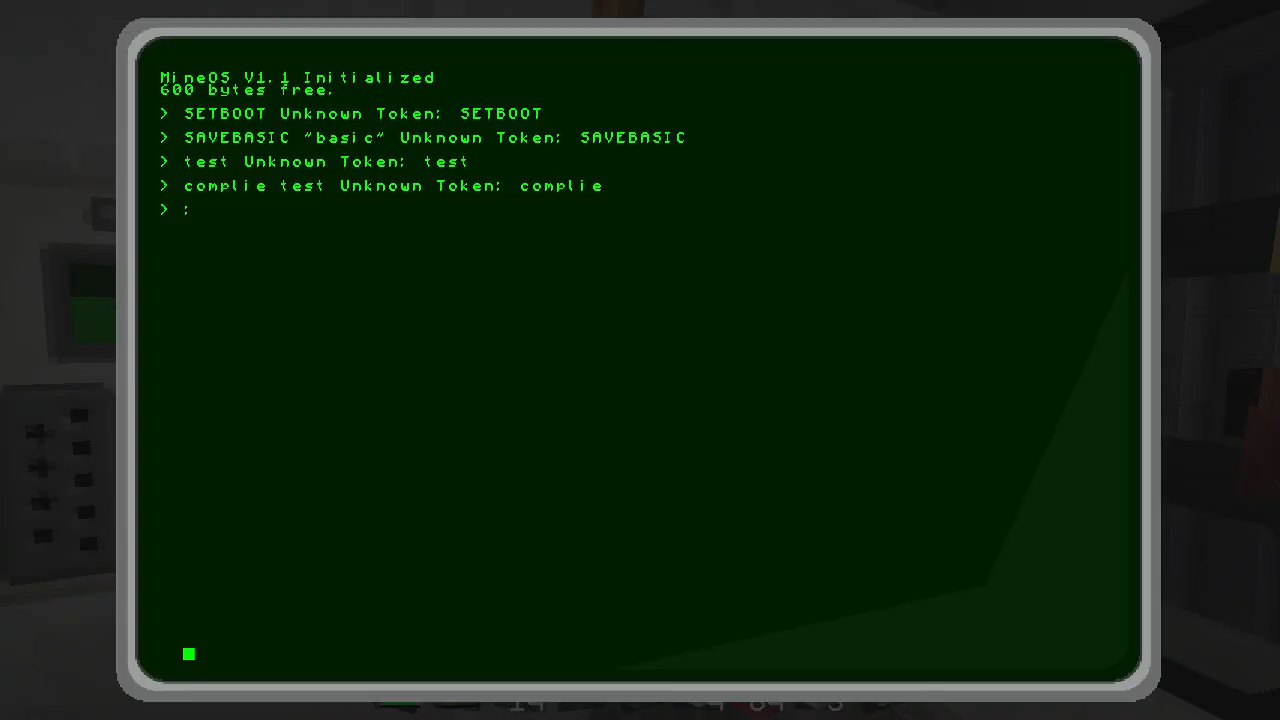 MineOS V1.1 Initialized
600 bytes free.
> SETBOOT Unknown Token: SETBOOT
> SAVEBASIC "basic" Unknown Token: SAVEBASIC
> test Unknown Token: test
> complie test Unknown Token: complie
> :
64